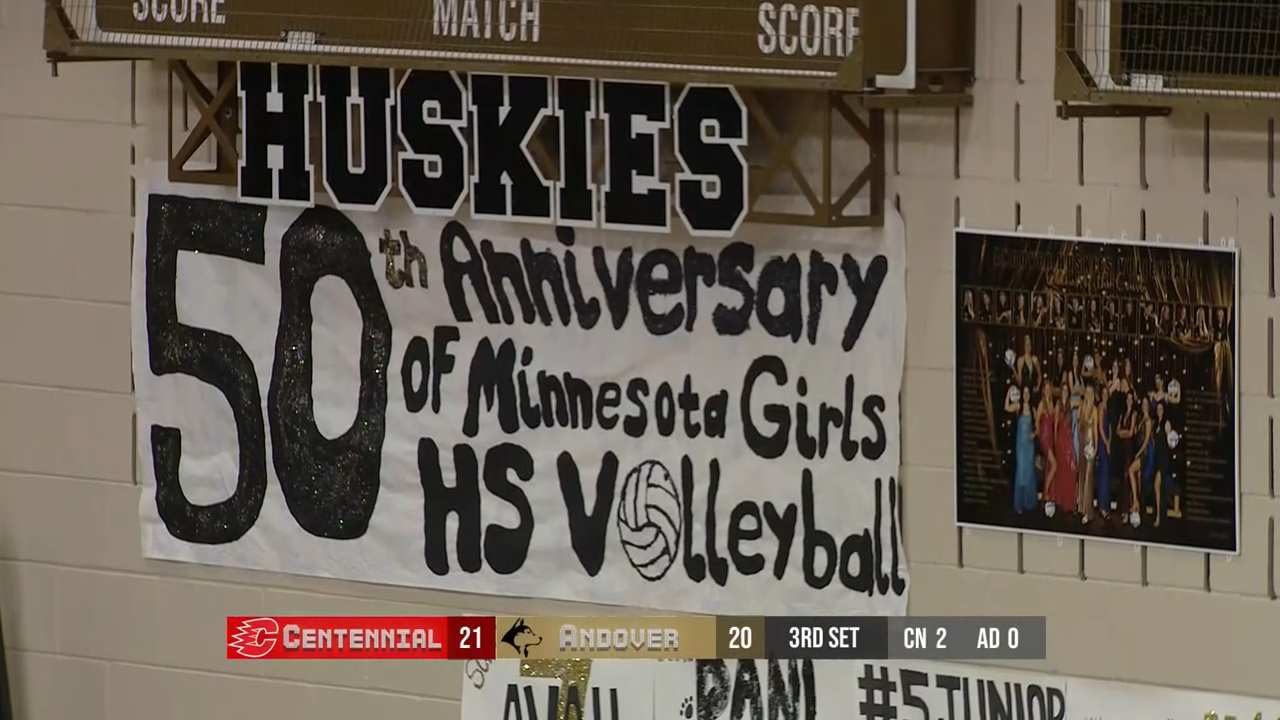 SCORE MATCH SCORE
HUSKIES
50th Anniversary
OF Minnesota Girls
HS Volleyball
CENTENNIAL 21 ANDOVER 20 3RD SET CN 2 AD 0
DANI #5 JUNIOR